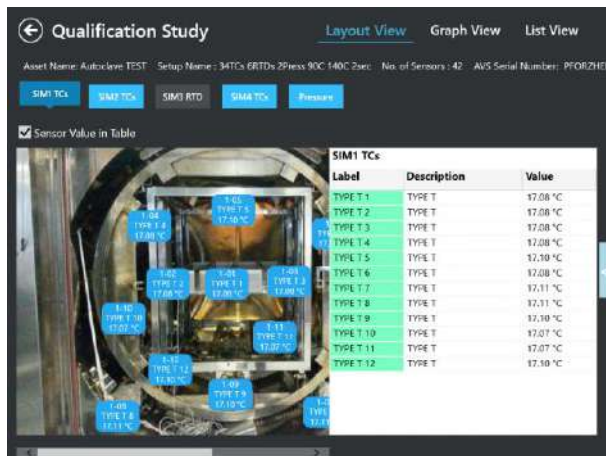 Qualification Study
Layout View Graph View List View
Asset Name: Autoclave TEST Setup Name : 34TCs 6RTDs 2Press 90C 140C 2sec No. of Sensors : 42 AVS Serial Number: PFORZHE
SIM1 TCs SIM2 TCs SIM3 RTD SIM4 TCs Pressure
Sensor Value in Table
SIM1 TCs
Label Description Value
TYPE T 1 TYPE T 17.08 °C
TYPE T 2 TYPE T 17.08 °C
TYPE T 3 TYPE T 17.08 °C
TYPE T 4 TYPE T 17.08 °C
TYPE T 5 TYPE T 17.10 °C
TYPE T 6 TYPE T 17.08 °C
TYPE T 7 TYPE T 17.11 °C
TYPE T 8 TYPE T 17.11 °C
TYPE T 9 TYPE T 17.10 °C
TYPE T 10 TYPE T 17.07 °C
TYPE T 11 TYPE T 17.07 °C
TYPE T 12 TYPE T 17.10 °C
1-05
TYPE T 5
17.10 °C
1-04
TYPE T 4
17.08 °C
1-02
TYPE T 2
17.08 °C
1-01
TYPE T 1
17.08 °C
TYPE T 3
17.08 °C
1-10
TYPE T 10
17.07 °C
1-11
TYPE T 11
17.07 °C
1-12
TYPE T 12
17.10 °C
1-09
TYPE T 9
17.10 °C
1-08
TYPE T 8
17.11 °C